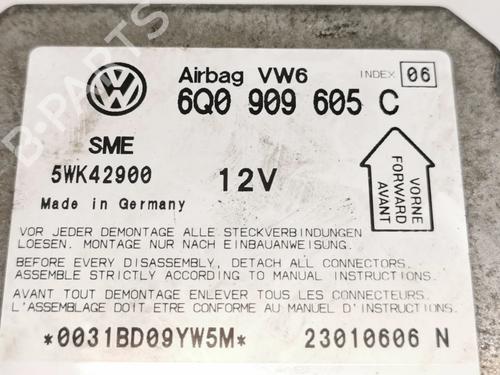 Airbag VW6
INDEX 06
6Q0 909 605 C
SME
5WK42900
12V
Made in Germany
VORNE
FORWARD
AVANT
VOR JEDER DEMONTAGE ALLE STECKVERBINDUNGEN
LOESEN. MONTAGE NUR NACH EINBAUANWEISUNG.
BEFORE EVERY DISASSEMBLY, DETACH ALL CONNECTORS.
ASSEMBLE STRICTLY ACCORDING TO MANUAL INSTRUCTIONS.
AVANT TOUT DEMONTAGE ENLEVER TOUS LES CONNECTEURS.
L'ASSEMBLAGE DOIT ETRE CONFORME AU MANUEL D'INSTRUCTIONS.
*0031BD09YW5M*
23010606 N
B-PARTS